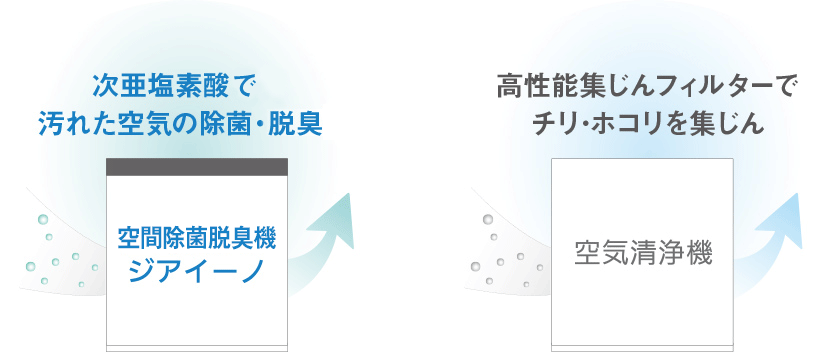 次亜塩素酸で
汚れた空気の除菌・脱臭
空間除菌脱臭機
ジアイーノ
高性能集じんフィルターで
チリ・ホコリを集じん
空気清浄機